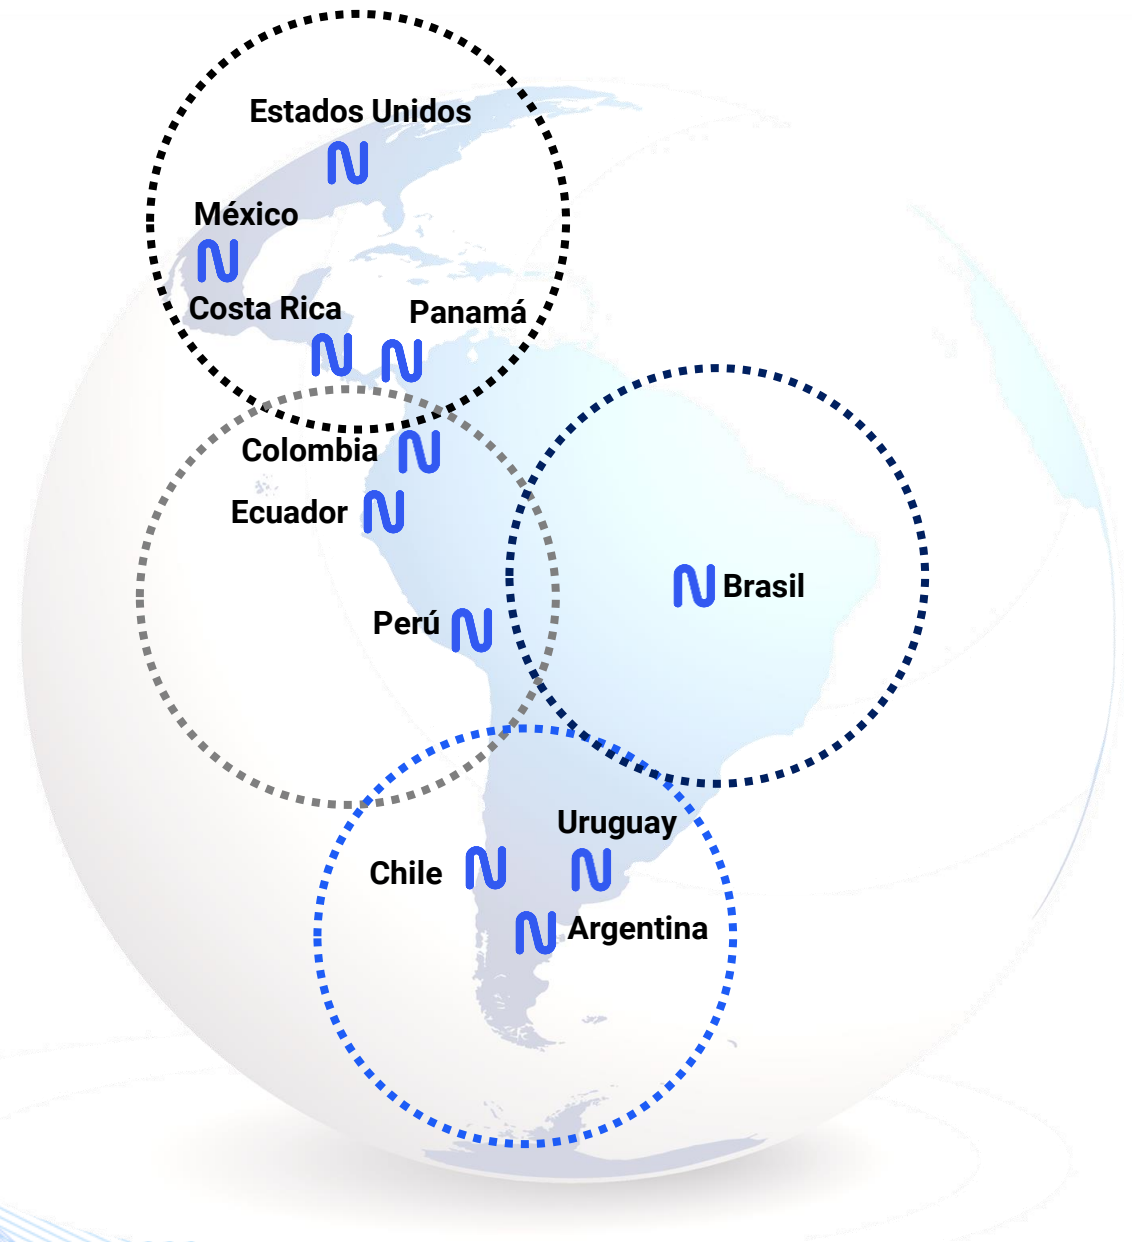 Estados Unidos
México
Costa Rica
Panamá
Colombia
Ecuador
Brasil
Perú
Uruguay
Chile
Argentina